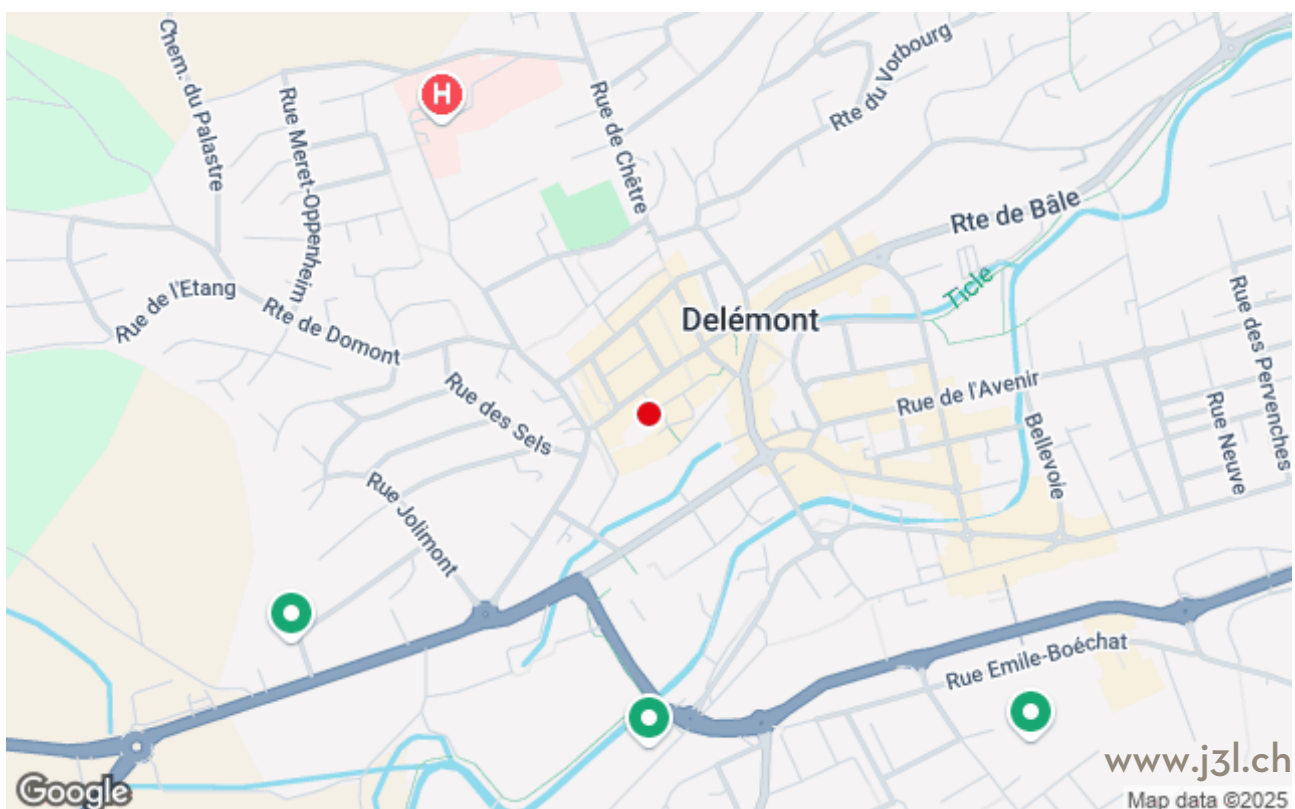 Chem. du Palastre
Rue Meret-Oppenheim
H
Rue de Chêtre
Rte du Vorbourg
Rte de Bâle
Rue de l'Etang
Rte de Domont
Delémont
Ticle
Rue des Pervenches
Rue des Sels
Rue de l'Avenir
Rue Neuve
Bellevoie
Rue Jolimont
Rue Emile-Boéchat
www.j3l.ch
Google
Map data ©2025